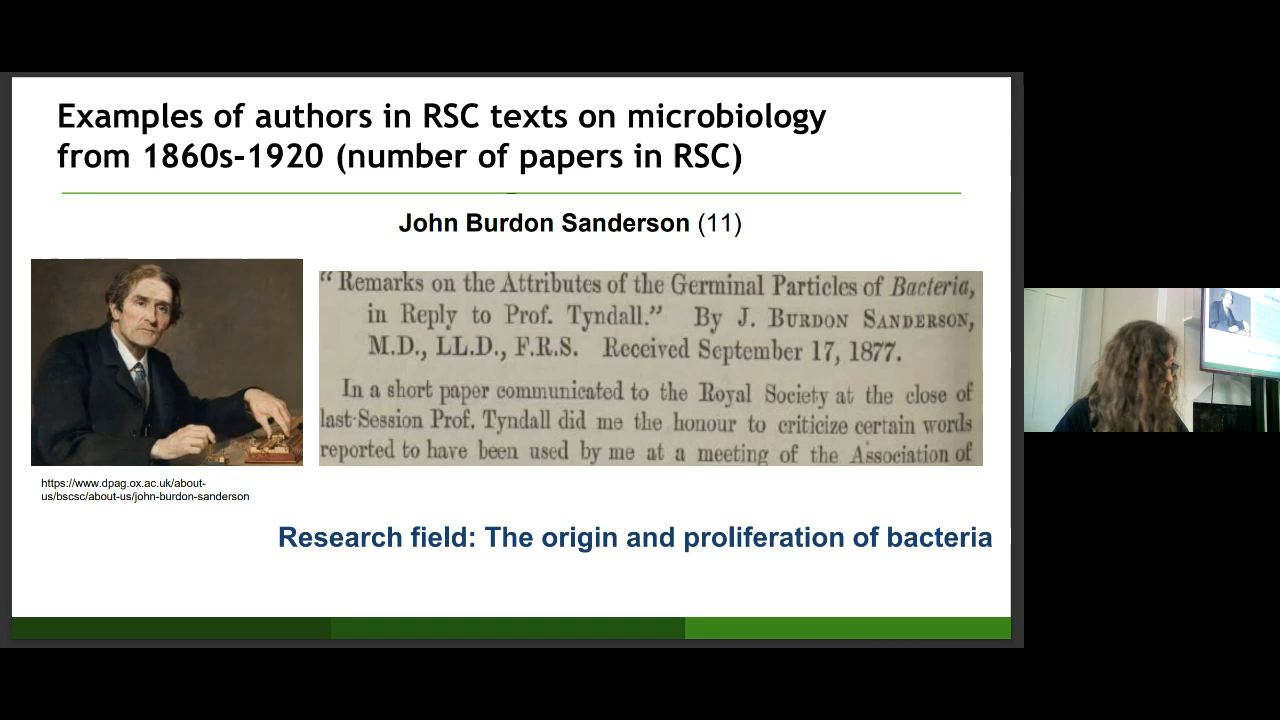 Examples of authors in RSC texts on microbiology
from 1860s-1920 (number of papers in RSC)
John Burdon Sanderson (11)
“Remarks on the Attributes of the Germinal Particles of Bacteria,
in Reply to Prof. Tyndall.” By J. BURDON SANDERSON,
M.D., LL.D., F.R.S. Received September 17, 1877.
In a short paper communicated to the Royal Society at the close of
last Session Prof. Tyndall did me the honour to criticize certain words
reported to have been used by me at a meeting of the Association of
https://www.dpag.ox.ac.uk/about-
us/bscsc/about-us/john-burdon-sanderson
Research field: The origin and proliferation of bacteria